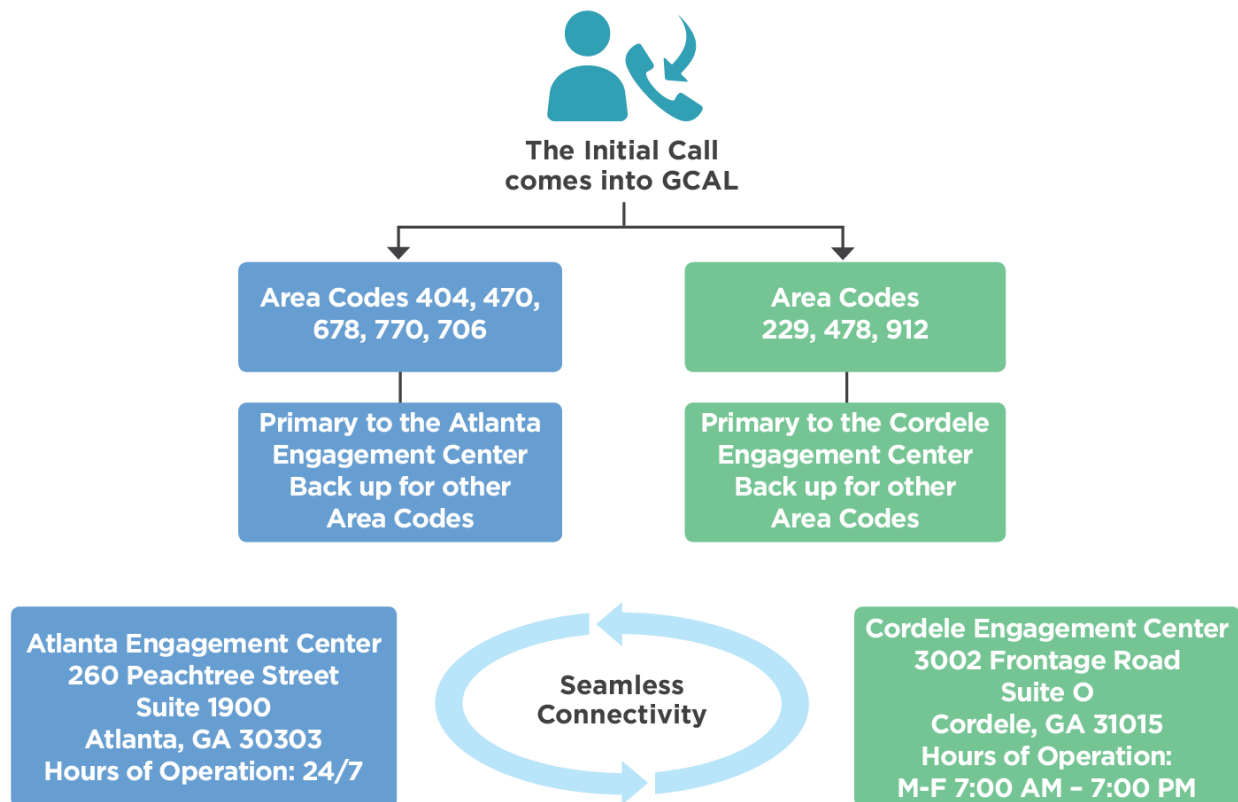 The Initial Call
comes into GCAL
Area Codes 404, 470,
678, 770, 706
Area Codes
229, 478, 912
Primary to the Atlanta
Engagement Center
Back up for other
Area Codes
Primary to the Cordele
Engagement Center
Back up for other
Area Codes
Atlanta Engagement Center
260 Peachtree Street
Suite 1900
Atlanta, GA 30303
Hours of Operation: 24/7
Seamless
Connectivity
Cordele Engagement Center
3002 Frontage Road
Suite O
Cordele, GA 31015
Hours of Operation:
M-F 7:00 AM – 7:00 PM